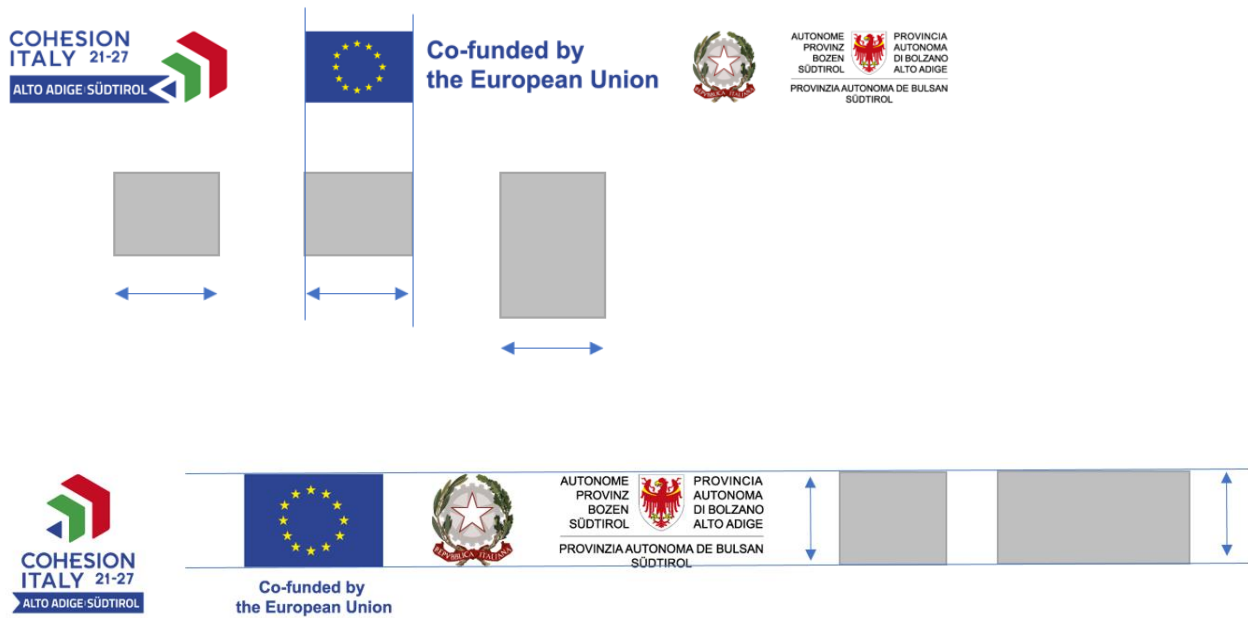 COHESION
ITALY 21-27
ALTO ADIGE SÜDTIROL
Co-funded by
the European Union
REPVBBLICA ITALIANA
AUTONOME
PROVINZ
BOZEN
SÜDTIROL
PROVINCIA
AUTONOMA
DI BOLZANO
ALTO ADIGE
PROVINZIA AUTONOMA DE BULSAN
SÜDTIROL
COHESION
ITALY 21-27
ALTO ADIGE SÜDTIROL
Co-funded by
the European Union
REPVBBLICA ITALIANA
AUTONOME
PROVINZ
BOZEN
SÜDTIROL
PROVINCIA
AUTONOMA
DI BOLZANO
ALTO ADIGE
PROVINZIA AUTONOMA DE BULSAN
SÜDTIROL